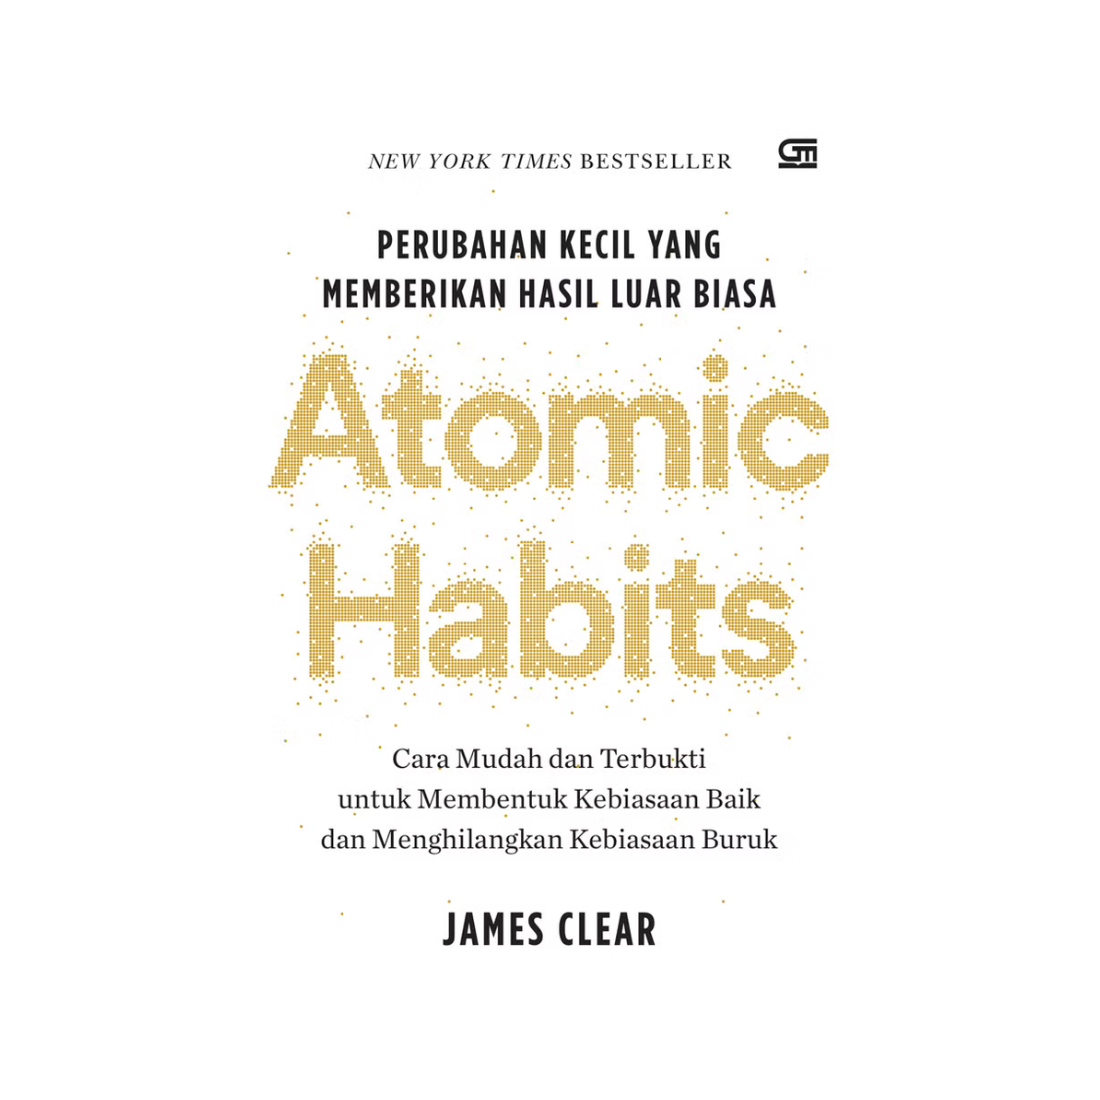 NEW YORK TIMES BESTSELLER
PERUBAHAN KECIL YANG
MEMBERIKAN HASIL LUAR BIASA
Atomic
Habits
Cara Mudah dan Terbukti
untuk Membentuk Kebiasaan Baik
dan Menghilangkan Kebiasaan Buruk
JAMES CLEAR